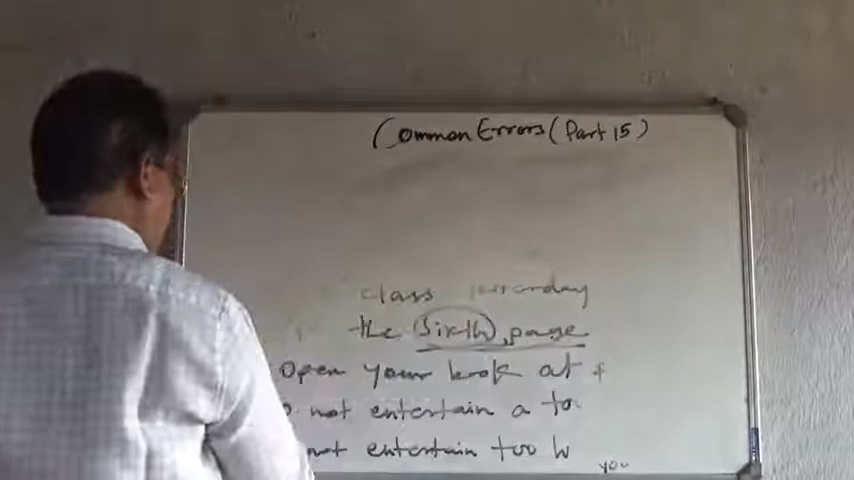 Common Errors (Part 15)
class yesterday
the sixth page
Open your book at
not entertain a
not entertain too
you